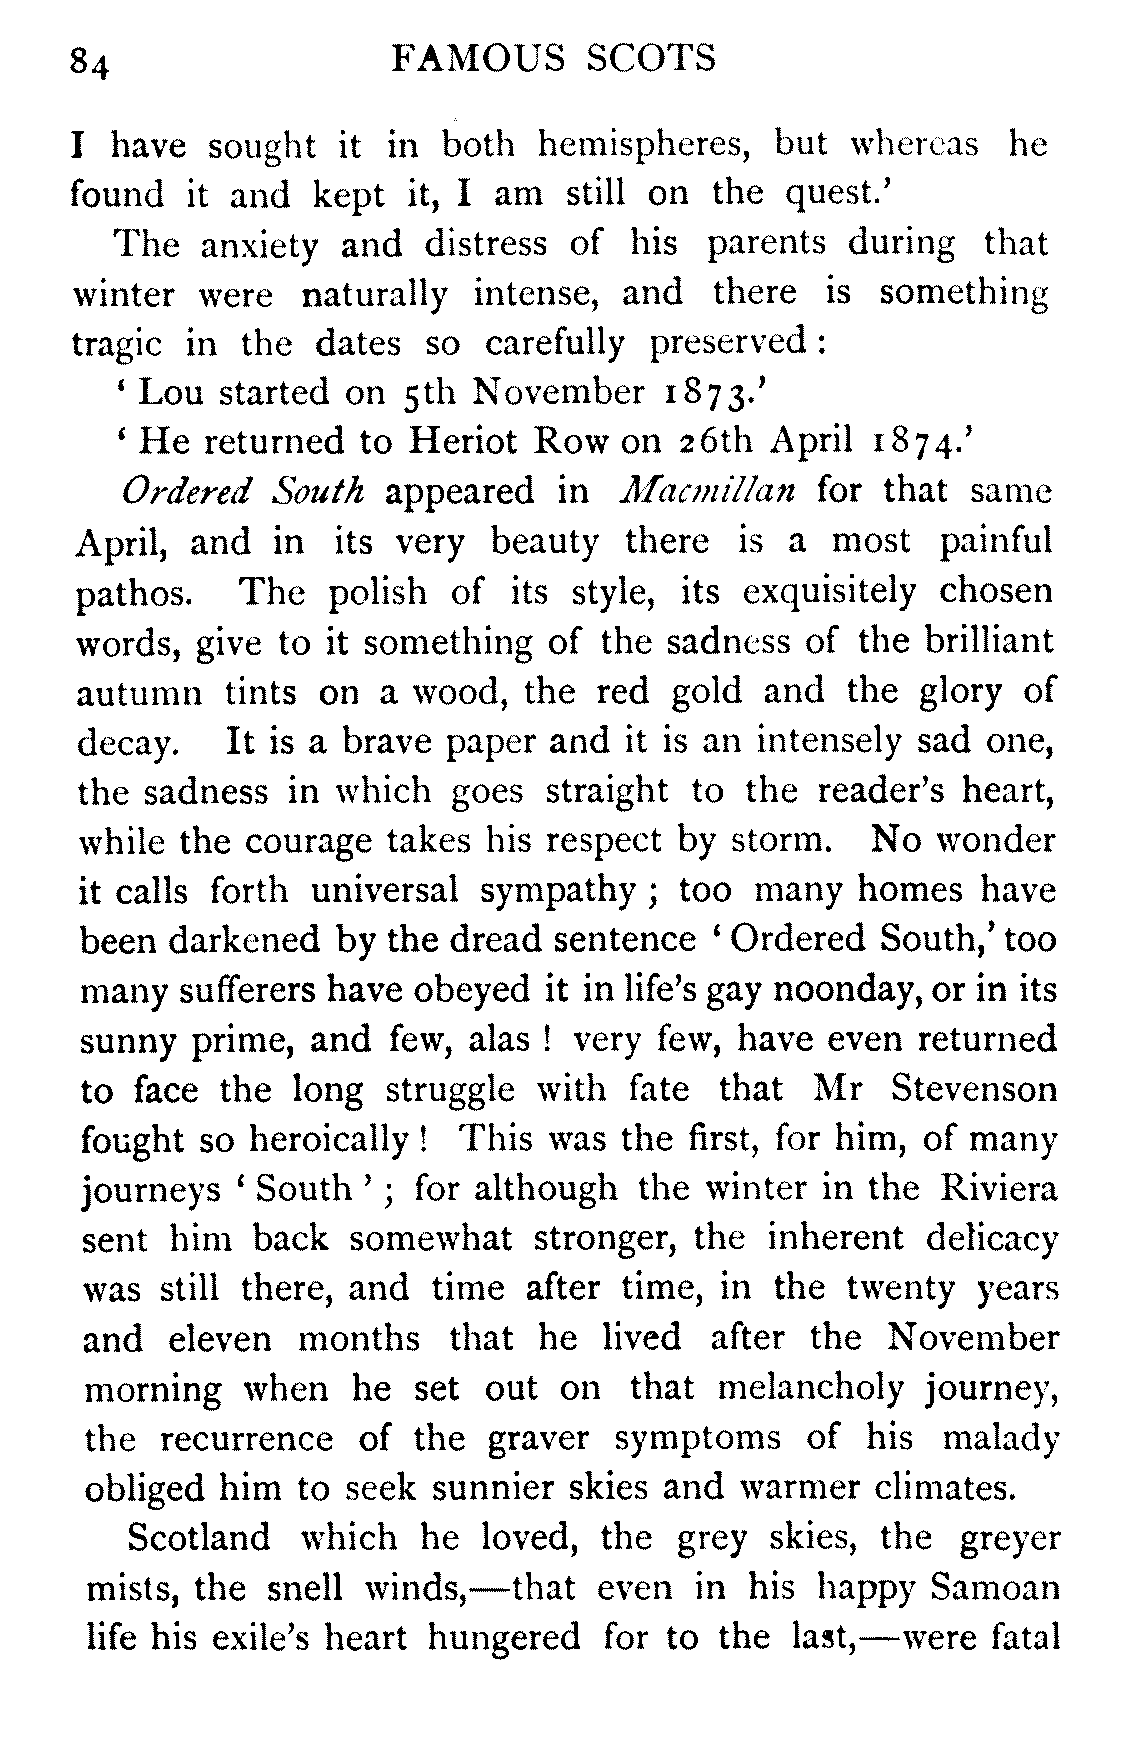 84 FAMOUS SCOTS
I have sought it in both hemispheres, but whereas he
found it and kept it, I am still on the quest.’
The anxiety and distress of his parents during that
winter were naturally intense, and there is something
tragic in the dates so carefully preserved :
‘ Lou started on 5th November 1873.’
‘ He returned to Heriot Row on 26th April 1874.’
Ordered South appeared in Macmillan for that same
April, and in its very beauty there is a most painful
pathos. The polish of its style, its exquisitely chosen
words, give to it something of the sadness of the brilliant
autumn tints on a wood, the red gold and the glory of
decay. It is a brave paper and it is an intensely sad one,
the sadness in which goes straight to the reader’s heart,
while the courage takes his respect by storm. No wonder
it calls forth universal sympathy ; too many homes have
been darkened by the dread sentence ‘ Ordered South,’ too
many sufferers have obeyed it in life’s gay noonday, or in its
sunny prime, and few, alas ! very few, have even returned
to face the long struggle with fate that Mr Stevenson
fought so heroically ! This was the first, for him, of many
journeys ‘ South ’ ; for although the winter in the Riviera
sent him back somewhat stronger, the inherent delicacy
was still there, and time after time, in the twenty years
and eleven months that he lived after the November
morning when he set out on that melancholy journey,
the recurrence of the graver symptoms of his malady
obliged him to seek sunnier skies and warmer climates.
Scotland which he loved, the grey skies, the greyer
mists, the snell winds,—that even in his happy Samoan
life his exile’s heart hungered for to the last,—were fatal